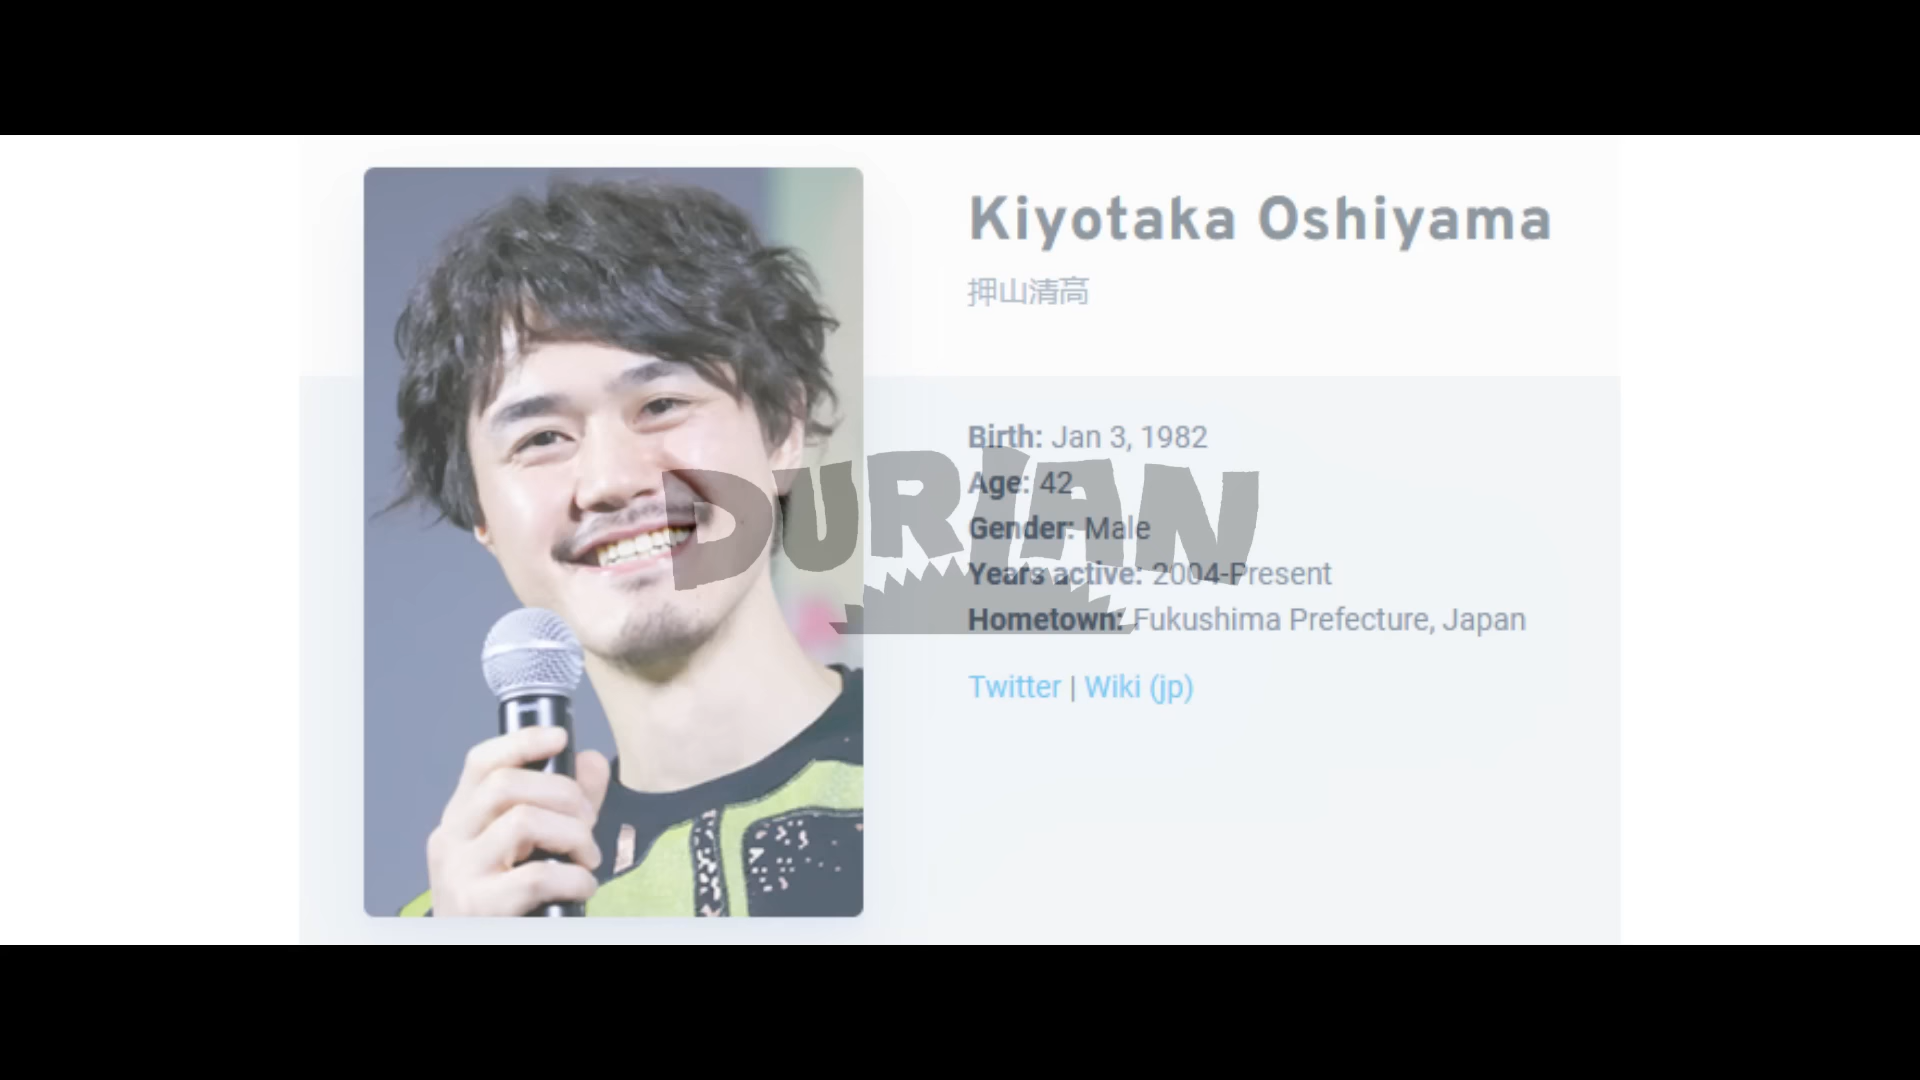 Kiyotaka Oshiyama
押山清高
Birth: Jan 3, 1982
DURIAN
Age: 42
Gender: Male
Years active: 2004-Present
Hometown: Fukushima Prefecture, Japan
Twitter | Wiki (jp)